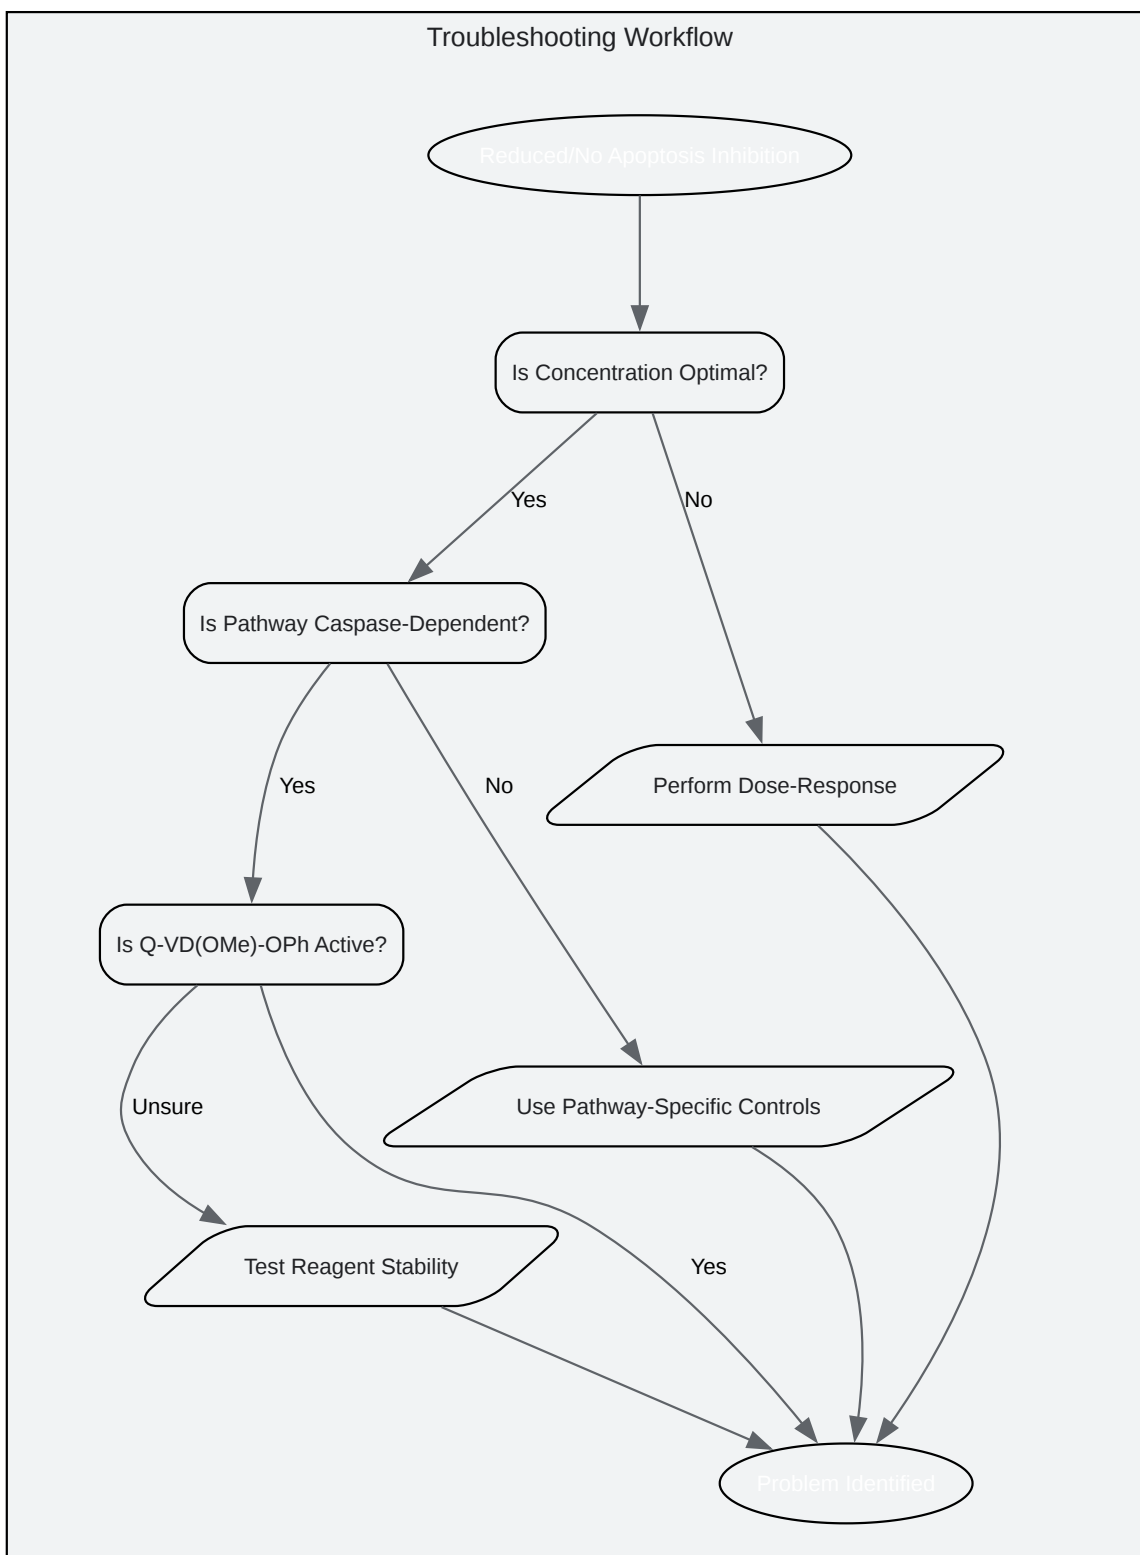 Troubleshooting Workflow
Reduced/No Apoptosis Inhibition
Is Concentration Optimal?
Yes
No
Is Pathway Caspase-Dependent?
Perform Dose-Response
Yes
No
Is Q-VD(OMe)-OPh Active?
Unsure
Use Pathway-Specific Controls
Test Reagent Stability
Yes
Problem Identified